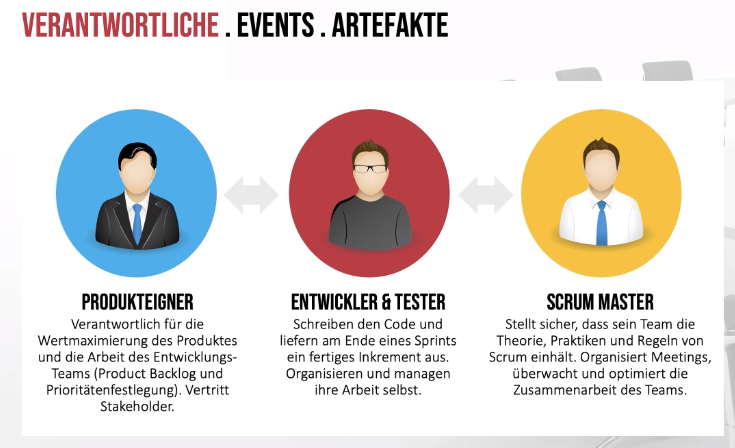 VERANTWORTLICHE . EVENTS . ARTEFAKTE
PRODUKTEIGNER
Verantwortlich für die
Wertmaximierung des Produktes
und die Arbeit des Entwicklungs-
Teams (Product Backlog und
Prioritätenfestlegung). Vertritt
Stakeholder.
ENTWICKLER & TESTER
Schreiben den Code und
liefern am Ende eines Sprints
ein fertiges Inkrement aus.
Organisieren und managen
ihre Arbeit selbst.
SCRUM MASTER
Stellt sicher, dass sein Team die
Theorie, Praktiken und Regeln von
Scrum einhält. Organisiert Meetings,
überwacht und optimiert die
Zusammenarbeit des Teams.